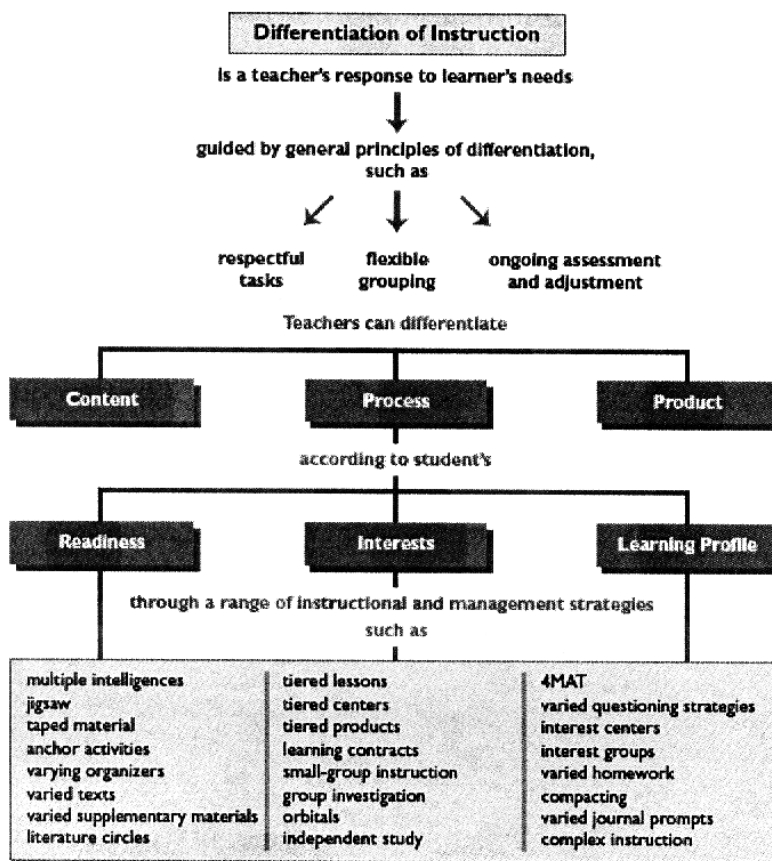 Differentiation of Instruction
is a teacher's response to learner's needs
guided by general principles of differentiation,
such as
respectful
tasks
flexible
grouping
ongoing assessment
and adjustment
Teachers can differentiate
Content
Process
Product
according to student's
Readiness
Interests
Learning Profile
through a range of instructional and management strategies
such as
multiple intelligences
jigsaw
taped material
anchor activities
varying organizers
varied texts
varied supplementary materials
literature circles
tiered lessons
tiered centers
tiered products
learning contracts
small-group instruction
group investigation
orbitals
independent study
4MAT
varied questioning strategies
interest centers
interest groups
varied homework
compacting
varied journal prompts
complex instruction